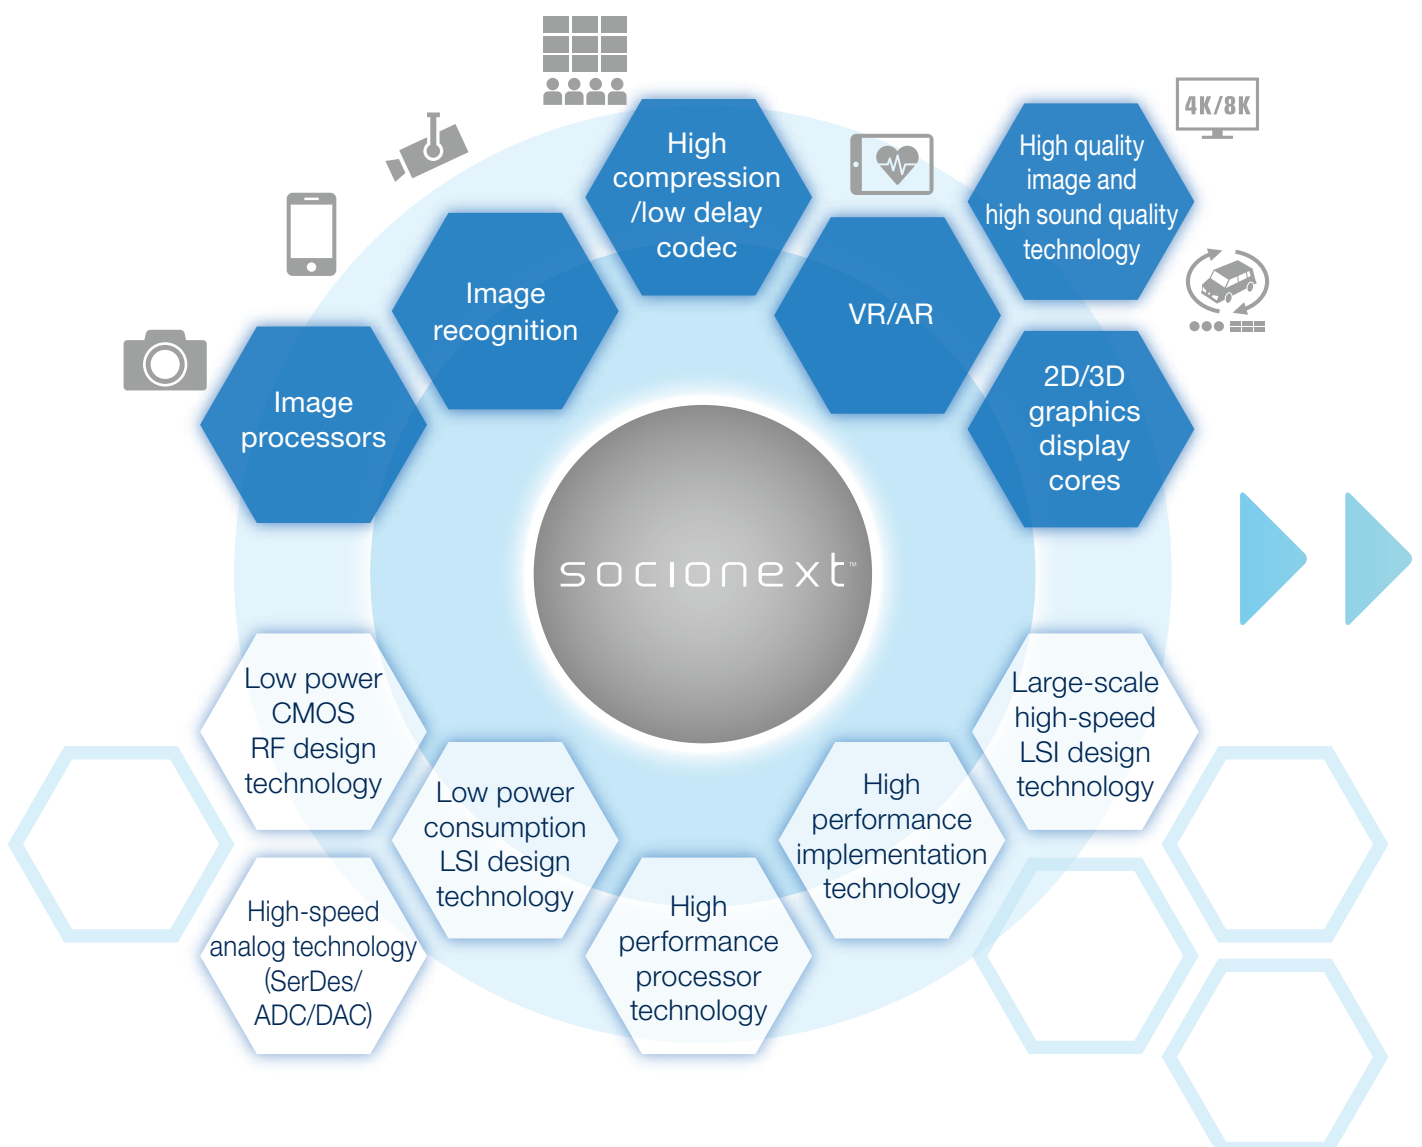 4K/8K
High
compression
/low delay
codec
High quality
image and
high sound quality
technology
Image
recognition
VR/AR
Image
processors
2D/3D
graphics
display
cores
socionext™
Low power
CMOS
RF design
technology
Large-scale
high-speed
LSI design
technology
Low power
consumption
LSI design
technology
High
performance
implementation
technology
High-speed
analog technology
(SerDes/
ADC/DAC)
High
performance
processor
technology